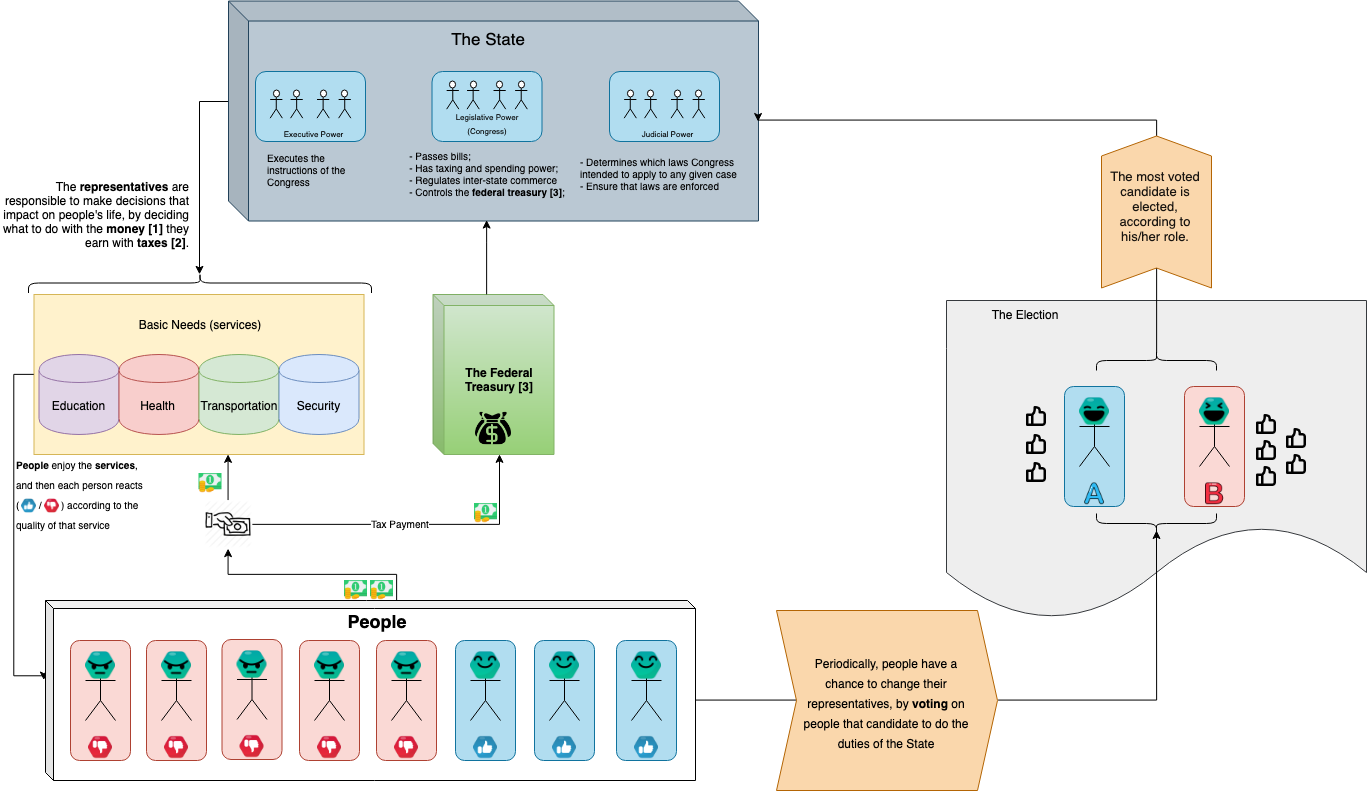 The State
Executive Power
Legislative Power
(Congress)
Judicial Power
Executes the
instructions of the
Congress
- Passes bills;
- Has taxing and spending power;
- Regulates inter-state commerce
- Controls the federal treasury [3];
- Determines which laws Congress
intended to apply to any given case
- Ensure that laws are enforced
The representatives are
responsible to make decisions that
impact on people's life, by deciding
what to do with the money [1] they
earn with taxes [2].
The most voted
candidate is
elected,
according to
his/her role.
Basic Needs (services)
Education
Health
Transportation
Security
The Federal
Treasury [3]
$
The Election
A
B
People enjoy the services,
and then each person reacts
( / ) according to the
quality of that service
Tax Payment
People
Periodically, people have a
chance to change their
representatives, by voting on
people that candidate to do the
duties of the State